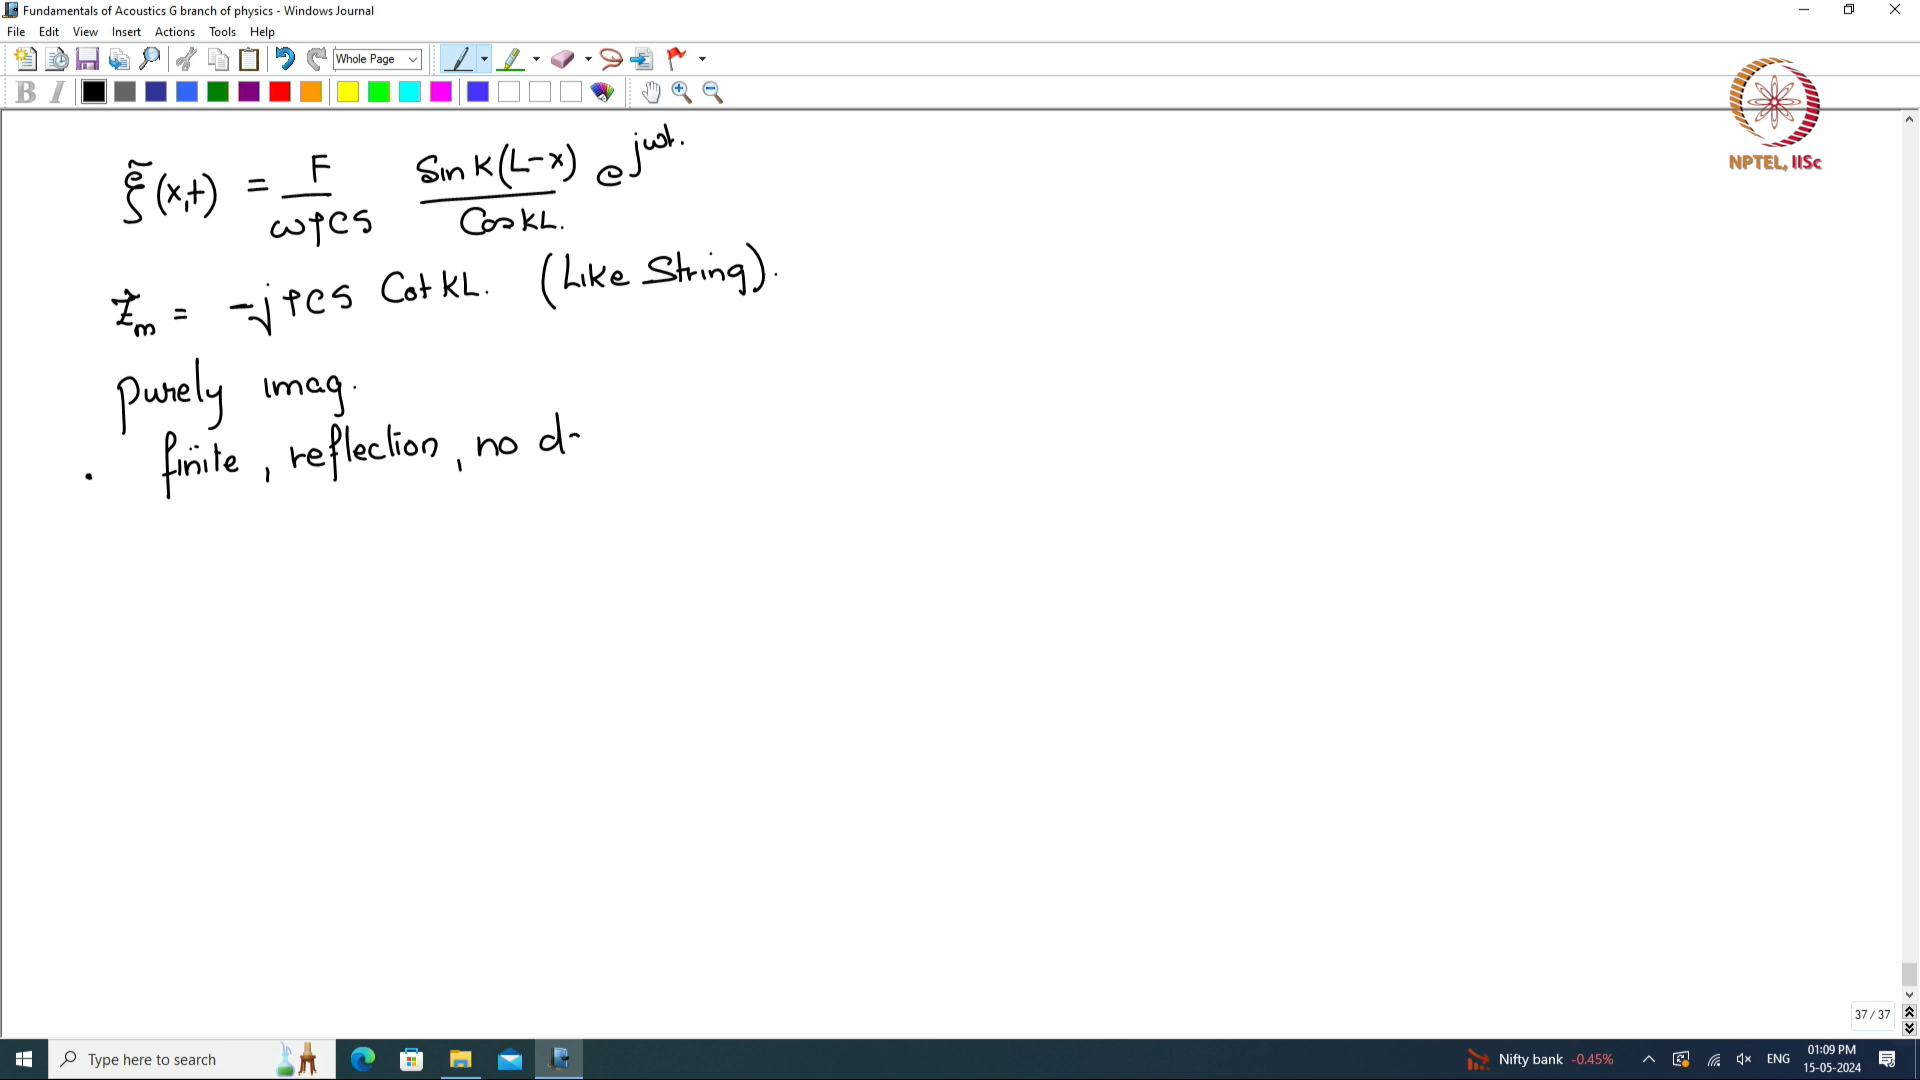 Fundamentals of Acoustics G branch of physics - Windows Journal
File Edit View Insert Actions Tools Help
Whole Page
B I
NPTEL, IISc
ξ̃(x,t) = F/(ωρcs) Sin k(L-x)/Cos kL. e^jωt.
Z̃m = -jρcs Cot kL. (Like String).
purely imag.
. finite, reflection, no d-
37 / 37
Type here to search
Nifty bank -0.45%
ENG
01:09 PM
15-05-2024